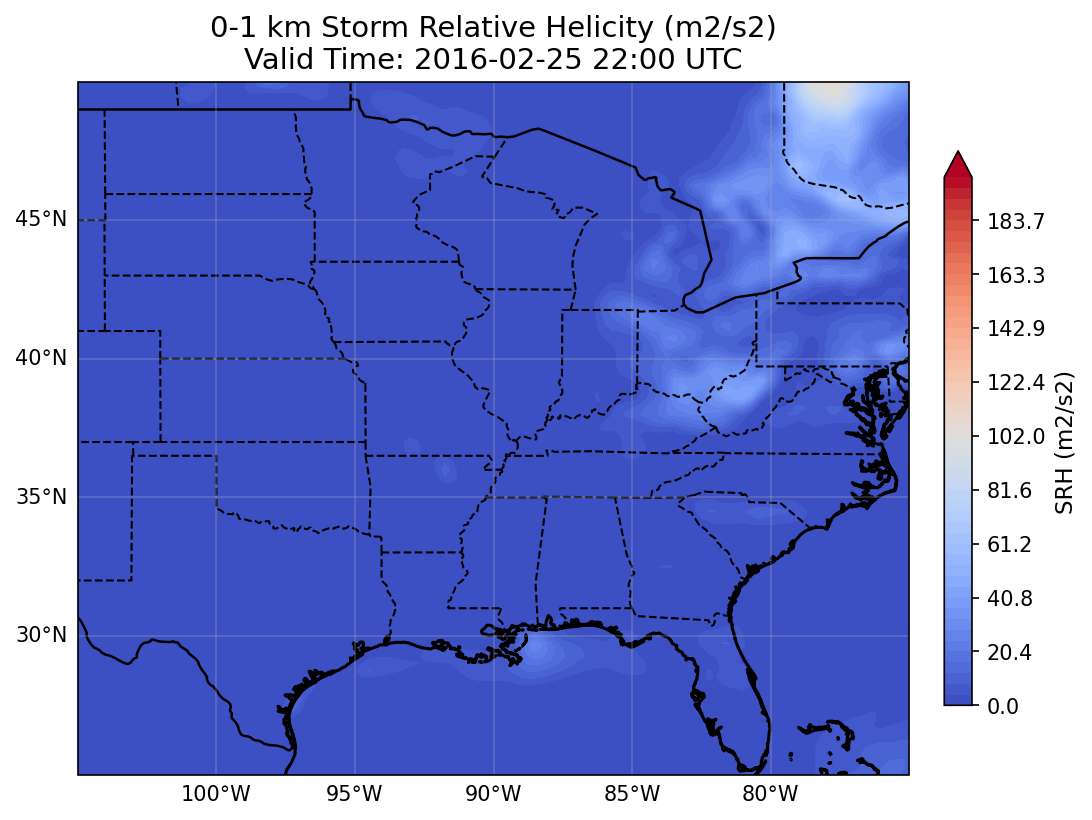 0-1 km Storm Relative Helicity (m2/s2)
Valid Time: 2016-02-25 22:00 UTC
45°N
40°N
35°N
30°N
100°W
95°W
90°W
85°W
80°W
183.7
163.3
142.9
122.4
102.0
81.6
61.2
40.8
20.4
0.0
SRH (m2/s2)